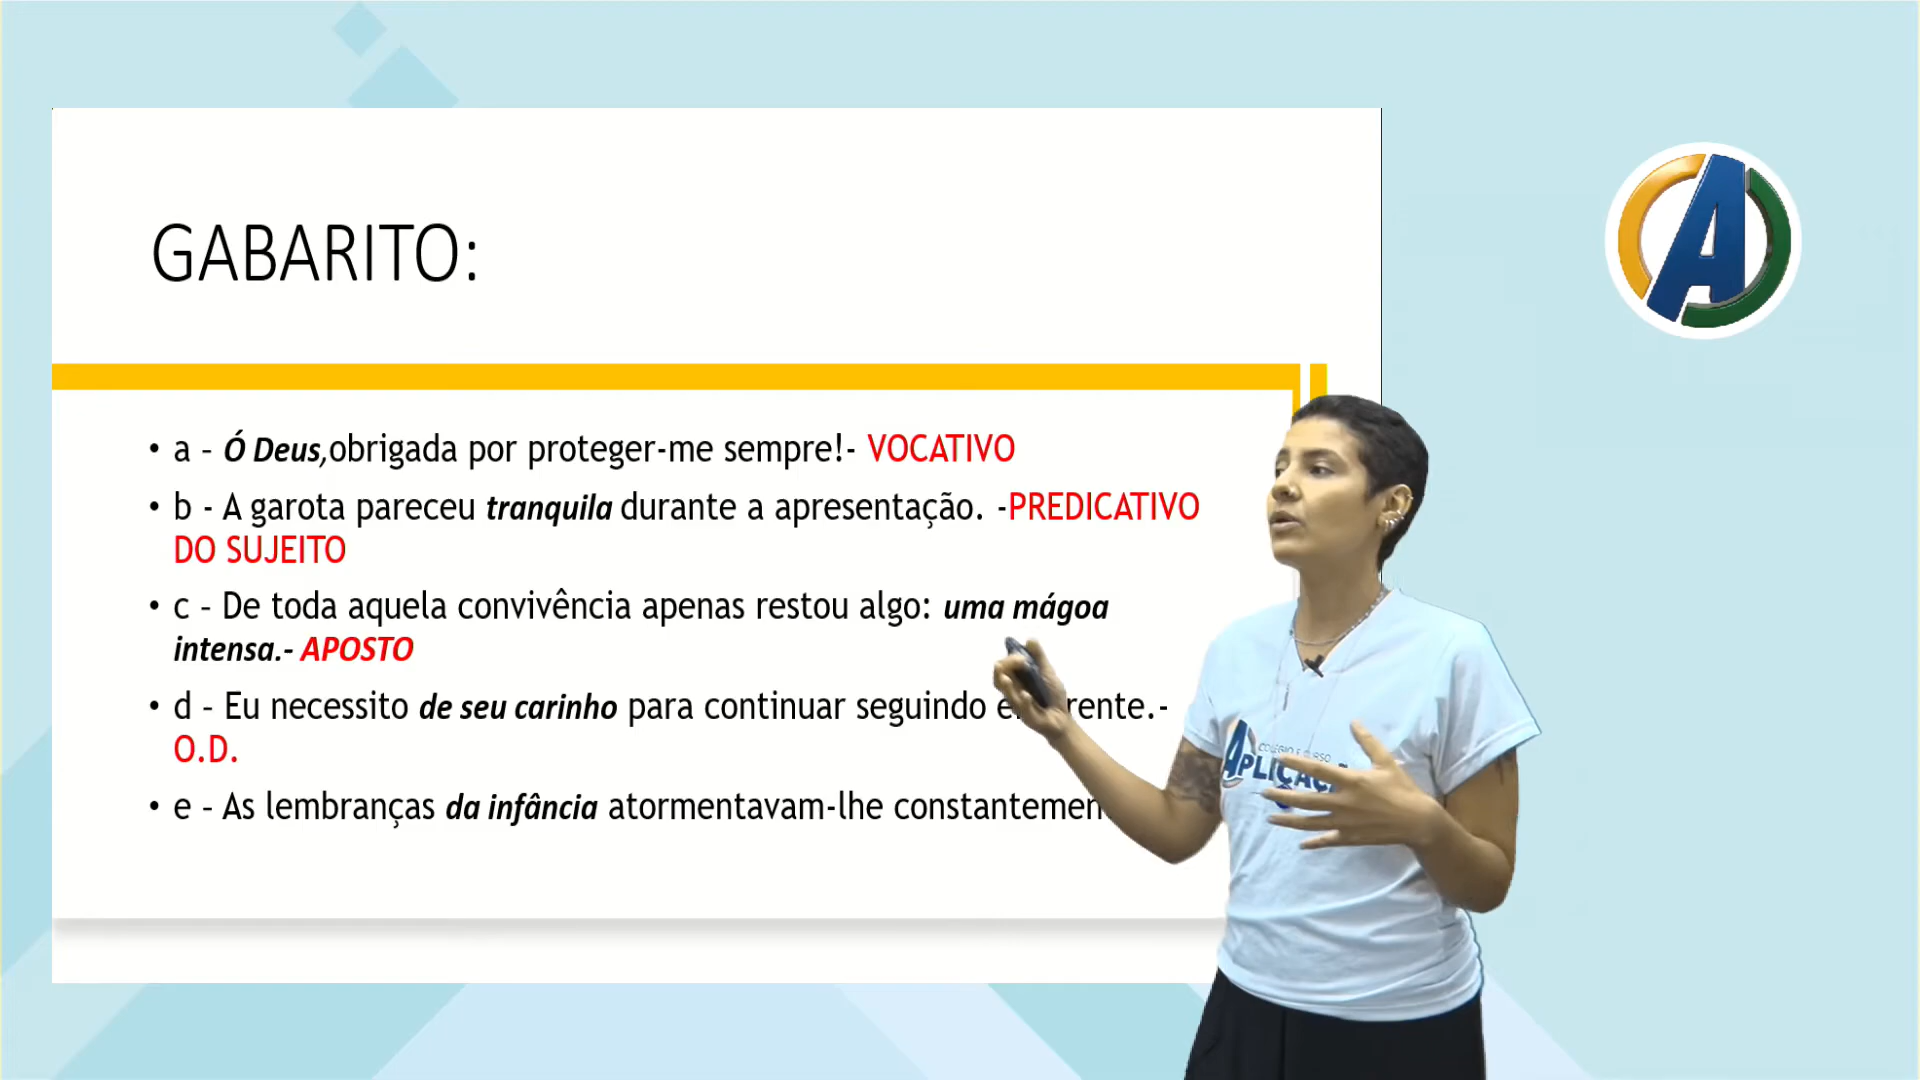 GABARITO:
• a - Ó Deus,obrigada por proteger-me sempre!- VOCATIVO
• b - A garota pareceu tranquila durante a apresentação. -PREDICATIVO
DO SUJEITO
• c - De toda aquela convivência apenas restou algo: uma mágoa
intensa.- APOSTO
• d - Eu necessito de seu carinho para continuar seguindo
O.D.
• e - As lembranças da infância atormentavam-lhe
A
COLÉGIO E CURSO